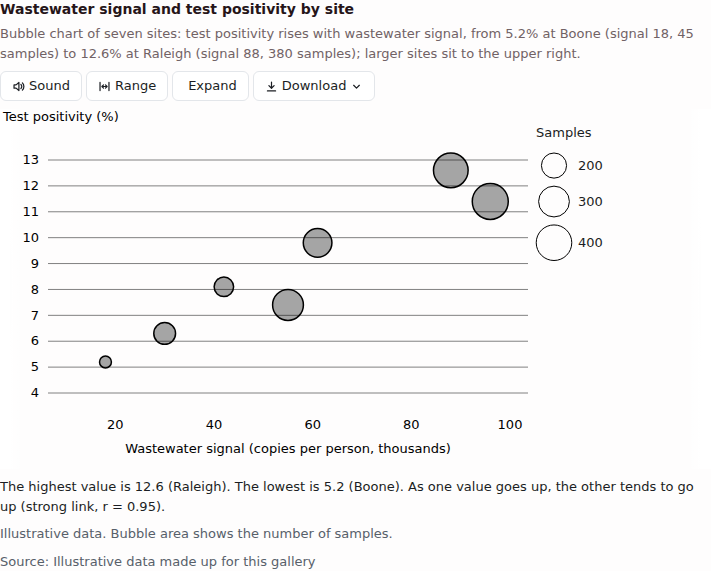 Wastewater signal and test positivity by site
Bubble chart of seven sites: test positivity rises with wastewater signal, from 5.2% at Boone (signal 18, 45
samples) to 12.6% at Raleigh (signal 88, 380 samples); larger sites sit to the upper right.
Sound
Range
Expand
Download
Test positivity (%)
Samples
200
300
400
13
12
11
10
9
8
7
6
5
4
20
40
60
80
100
Wastewater signal (copies per person, thousands)
The highest value is 12.6 (Raleigh). The lowest is 5.2 (Boone). As one value goes up, the other tends to go
up (strong link, r = 0.95).
Illustrative data. Bubble area shows the number of samples.
Source: Illustrative data made up for this gallery